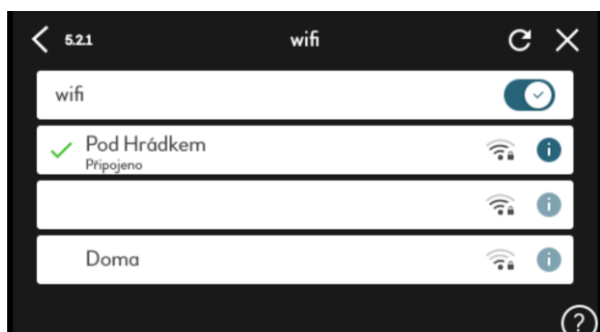 5.2.1
wifi
wifi
Pod Hrádkem
Připojeno
Doma
?